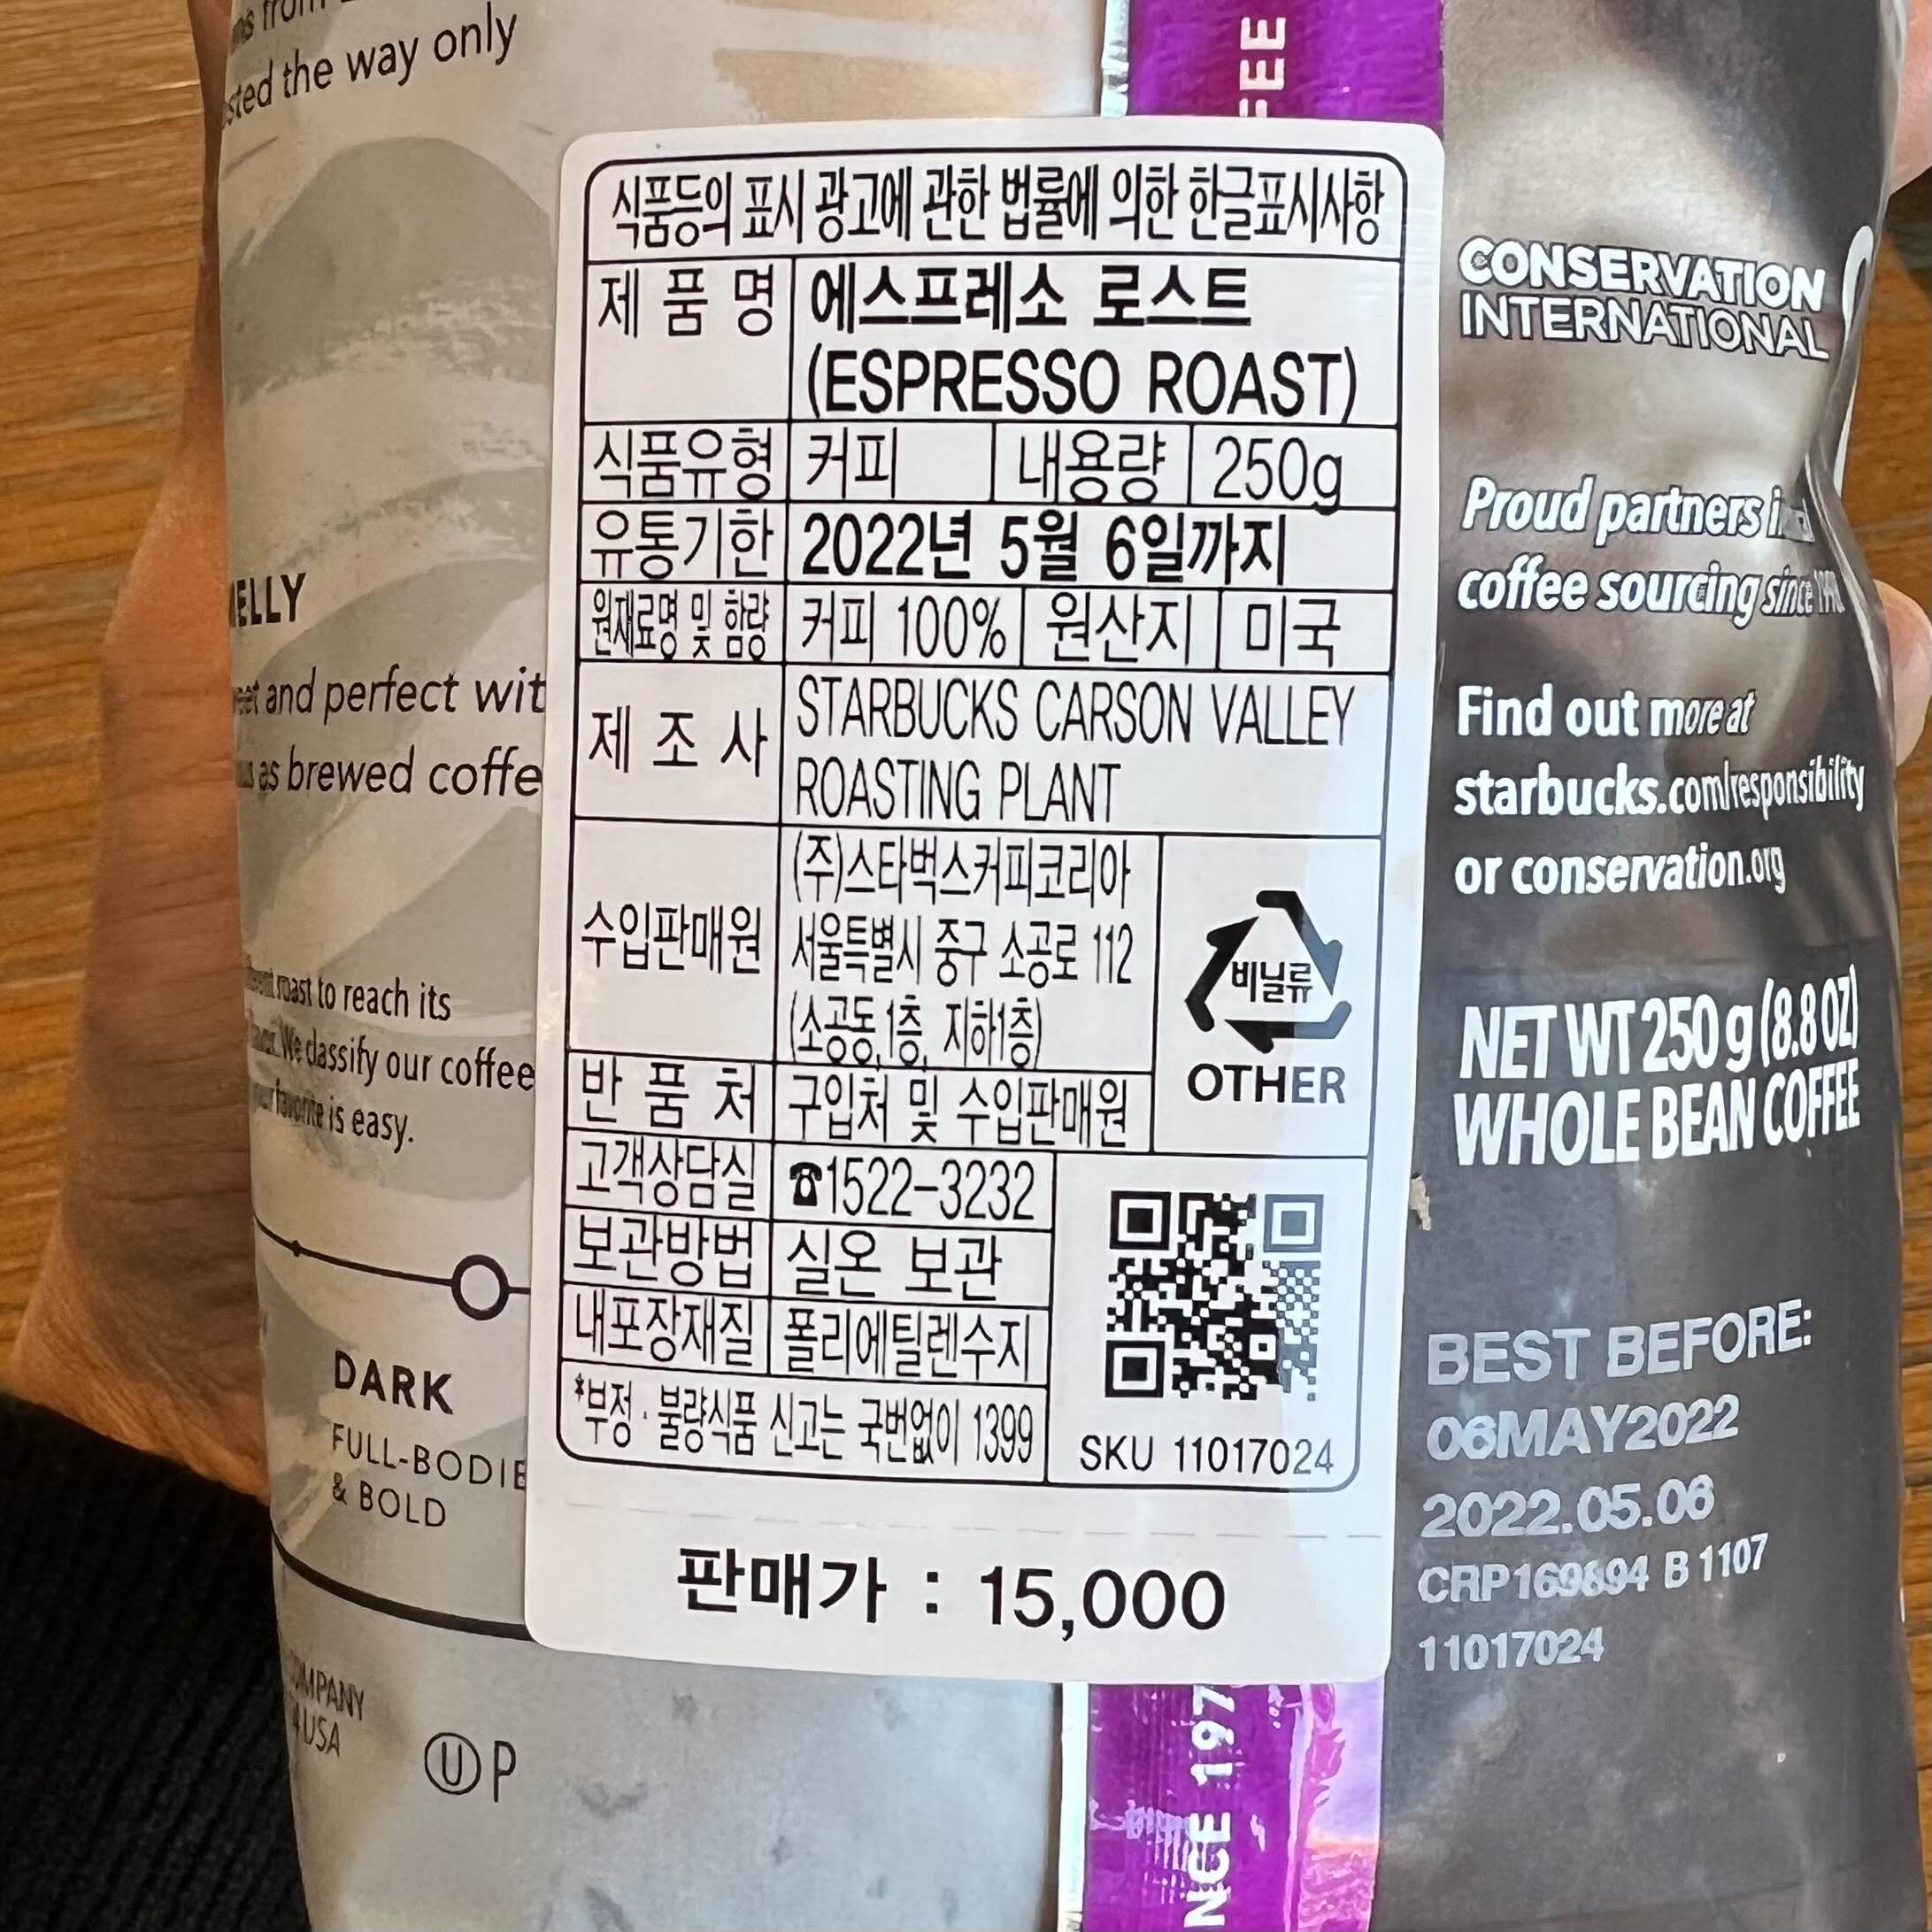 sted the way only
and perfect wit
as brewed coffe
roast to reach its
We classify our coffee
favorite is easy.
DARK
FULL-BODIE
& BOLD
USA
Ⓤ P
FEE
식품등의 표시 광고에 관한 법률에 의한 한글표시사항
제 품 명 에스프레소 로스트
(ESPRESSO ROAST)
식품유형 커피 내용량 250g
유통기한 2022년 5월 6일까지
원재료명 및 함량 커피 100% 원산지 미국
제 조 사 STARBUCKS CARSON VALLEY
ROASTING PLANT
수입판매원 (주)스타벅스커피코리아
서울특별시 중구 소공로 112
(소공동,1층, 지하1층)
비닐류
OTHER
반 품 처 구입처 및 수입판매원
고객상담실 ☎1522-3232
보관방법 실온 보관
내포장재질 폴리에틸렌수지
*부정·불량식품 신고는 국번없이 1399
SKU 11017024
판매가 : 15,000
NCE 197
CONSERVATION
INTERNATIONAL
Proud partners
coffee sourcing since
Find out more at
starbucks.com/responsibility
or conservation.org
NET WT 250 g (8.8 OZ)
WHOLE BEAN COFFEE
BEST BEFORE:
06MAY2022
2022.05.06
CRP169894 B 1107
11017024